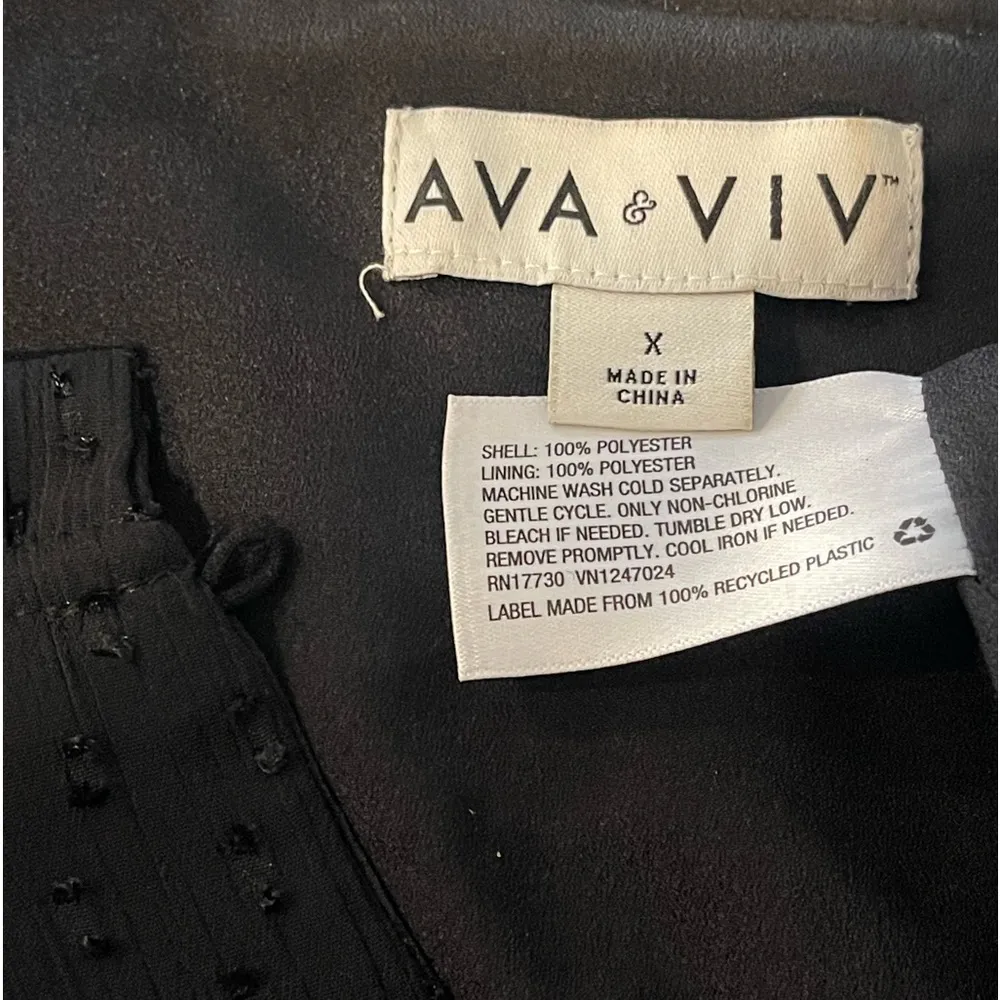 AVA & VIV™
X
MADE IN
CHINA
SHELL: 100% POLYESTER
LINING: 100% POLYESTER
MACHINE WASH COLD SEPARATELY.
GENTLE CYCLE. ONLY NON-CHLORINE
BLEACH IF NEEDED. TUMBLE DRY LOW.
REMOVE PROMPTLY. COOL IRON IF NEEDED.
RN17730 VN1247024
LABEL MADE FROM 100% RECYCLED PLASTIC